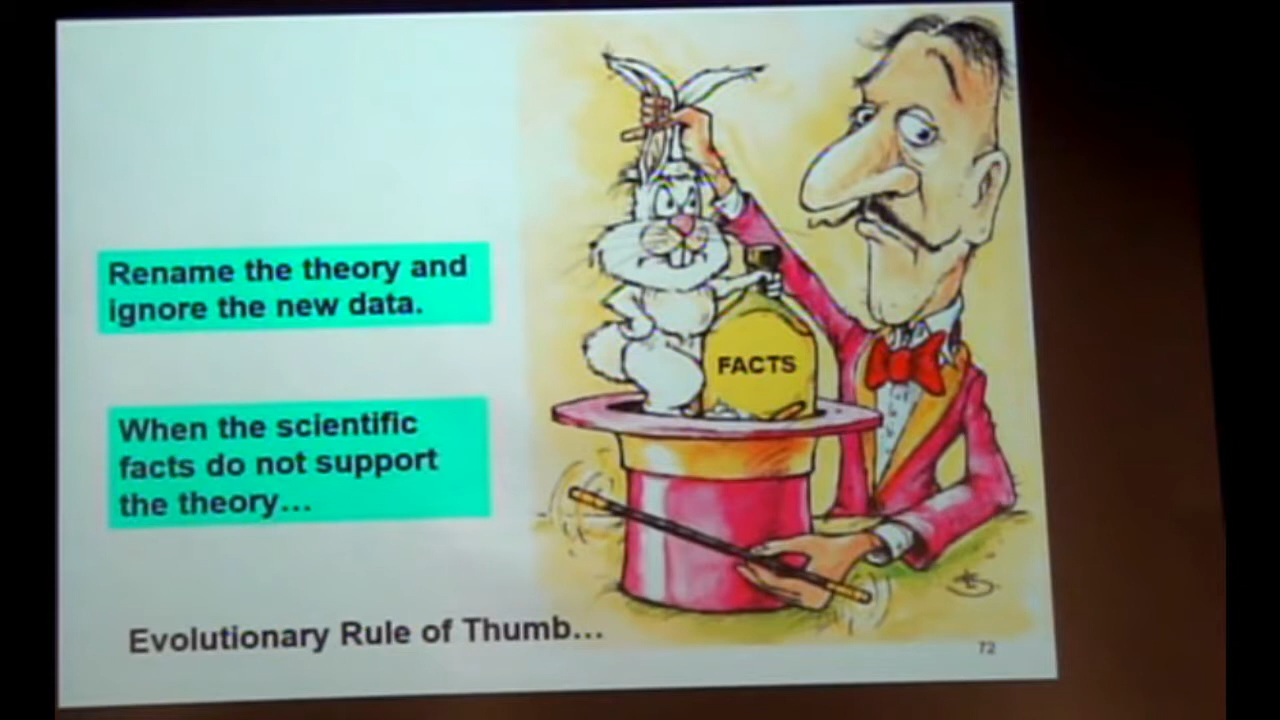 Rename the theory and
ignore the new data.
FACTS
When the scientific
facts do not support
the theory...
Evolutionary Rule of Thumb...
72